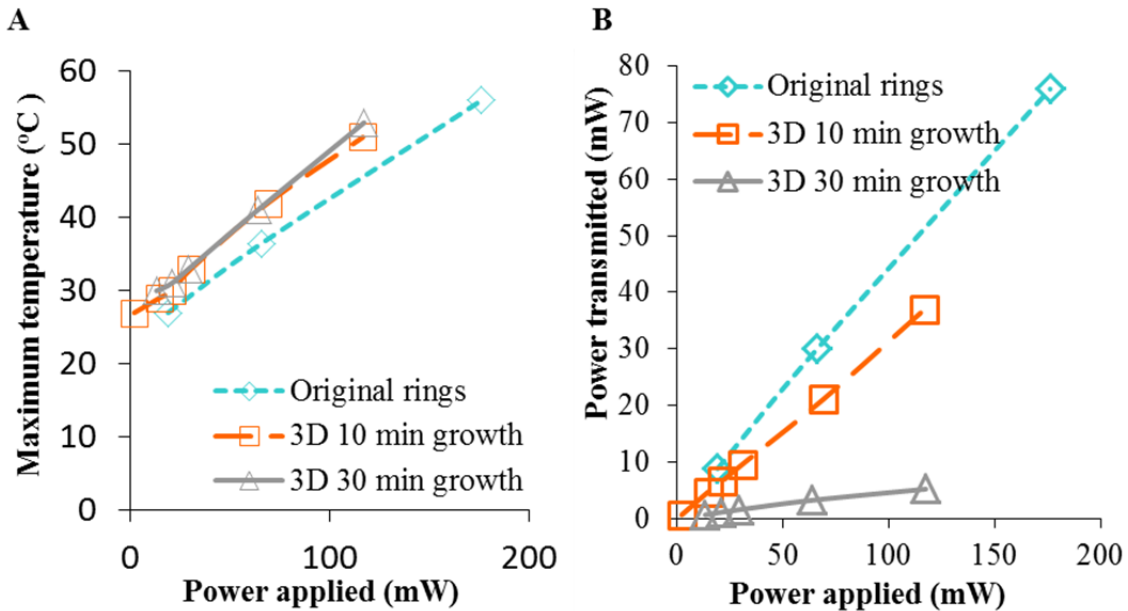 A
Maximum temperature (°C )
60
50
40
30
20
10
0
0
100
200
Power applied (mW)
Original rings
3D 10 min growth
3D 30 min growth
B
Power transmitted (mW)
80
70
60
50
40
30
20
10
0
0
50
100
150
200
Power applied (mW)
Original rings
3D 10 min growth
3D 30 min growth